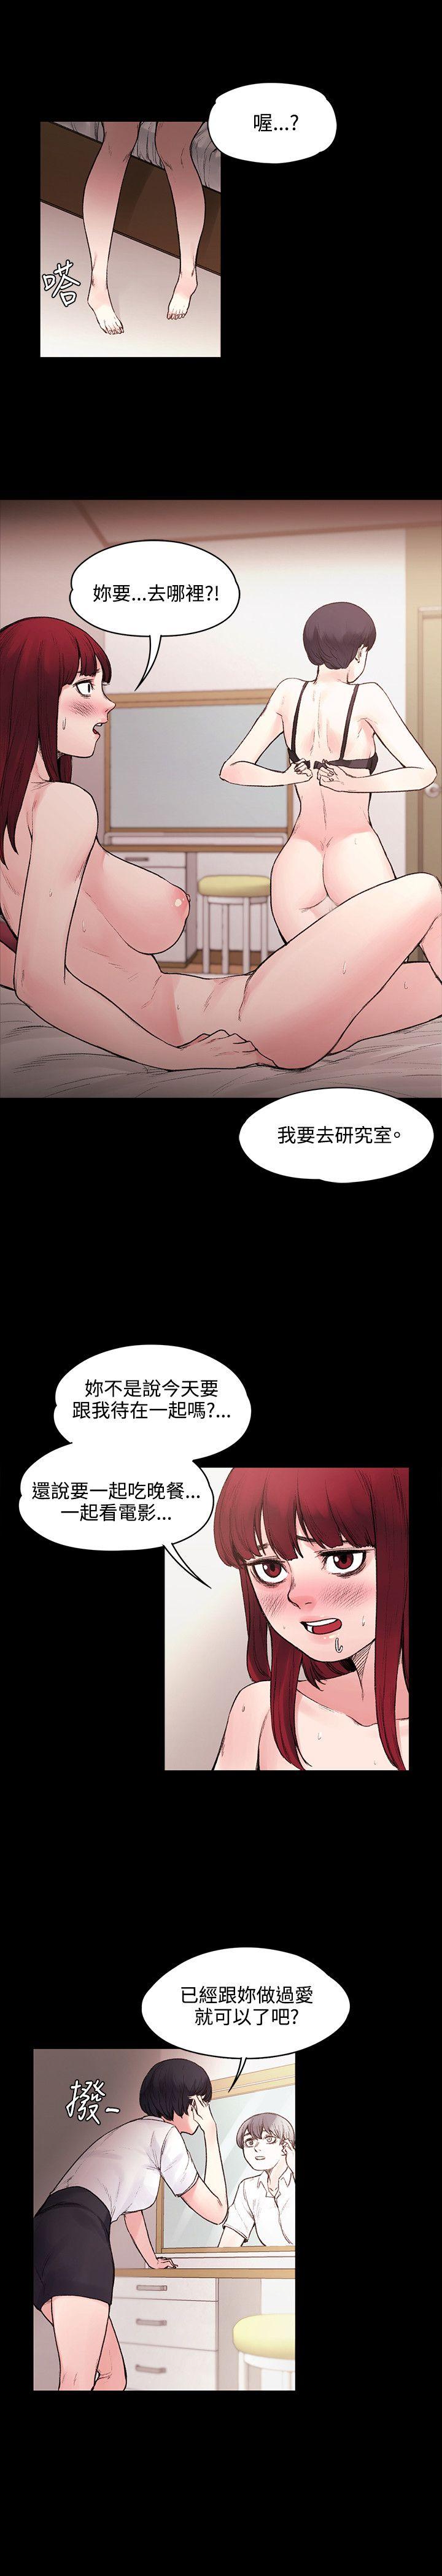 喔...?
嗒
妳要...去哪裡?!
我要去研究室。
妳不是說今天要
跟我待在一起嗎?...
還說要一起吃晚餐...
一起看電影...
已經跟妳做過愛
就可以了吧?
撥-